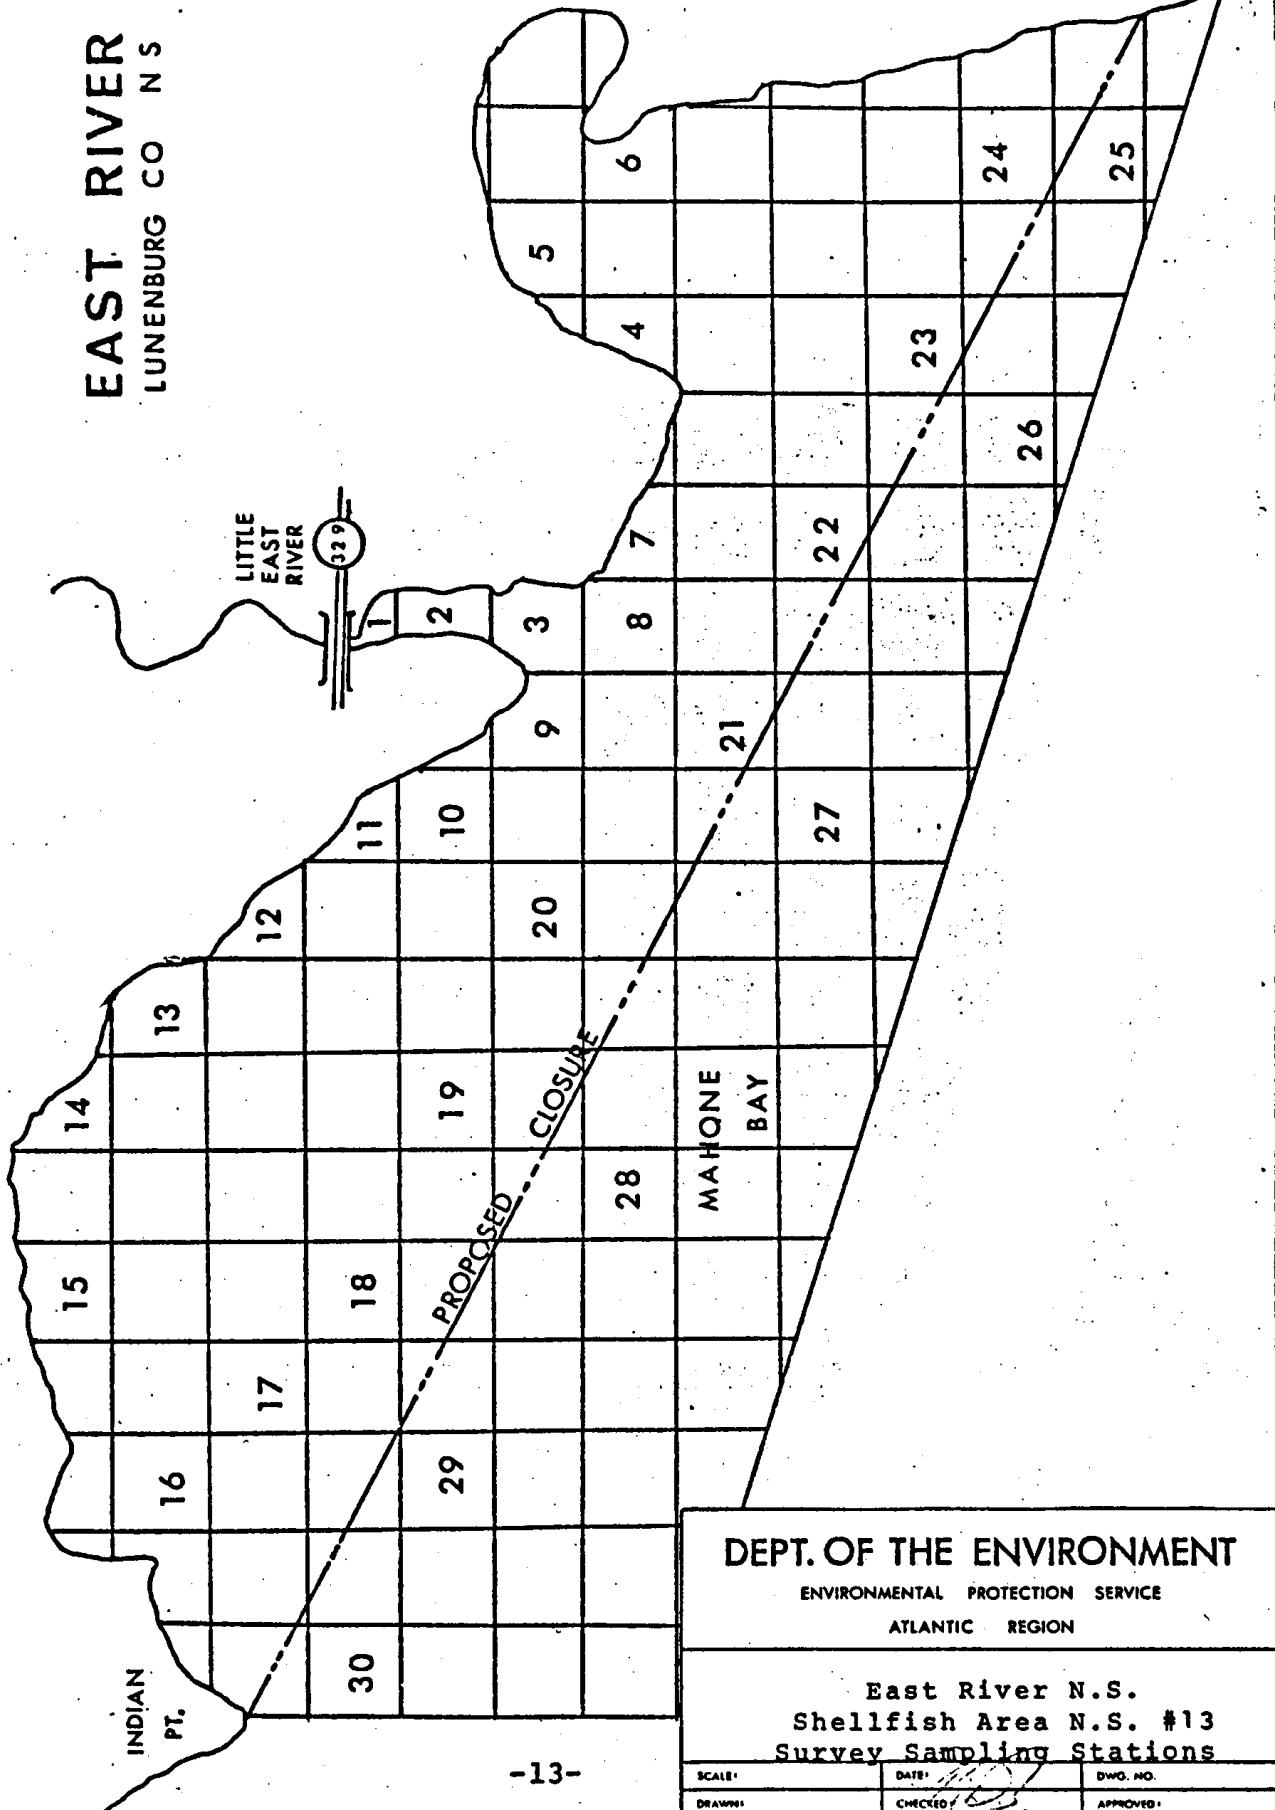 EAST RIVER
LUNENBURG CO N S
LITTLE
EAST
RIVER
329
1
2
3
4
5
6
7
8
9
10
11
12
13
14
15
16
17
18
19
20
21
22
23
24
25
26
27
28
29
30
PROPOSED CLOSURE
MAHONE
BAY
INDIAN
PT.
DEPT. OF THE ENVIRONMENT
ENVIRONMENTAL PROTECTION SERVICE
ATLANTIC REGION
East River N.S.
Shellfish Area N.S. #13
Survey Sampling Stations
SCALE: DATE: DWG. NO.
DRAWN: CHECKED: APPROVED:
-13-